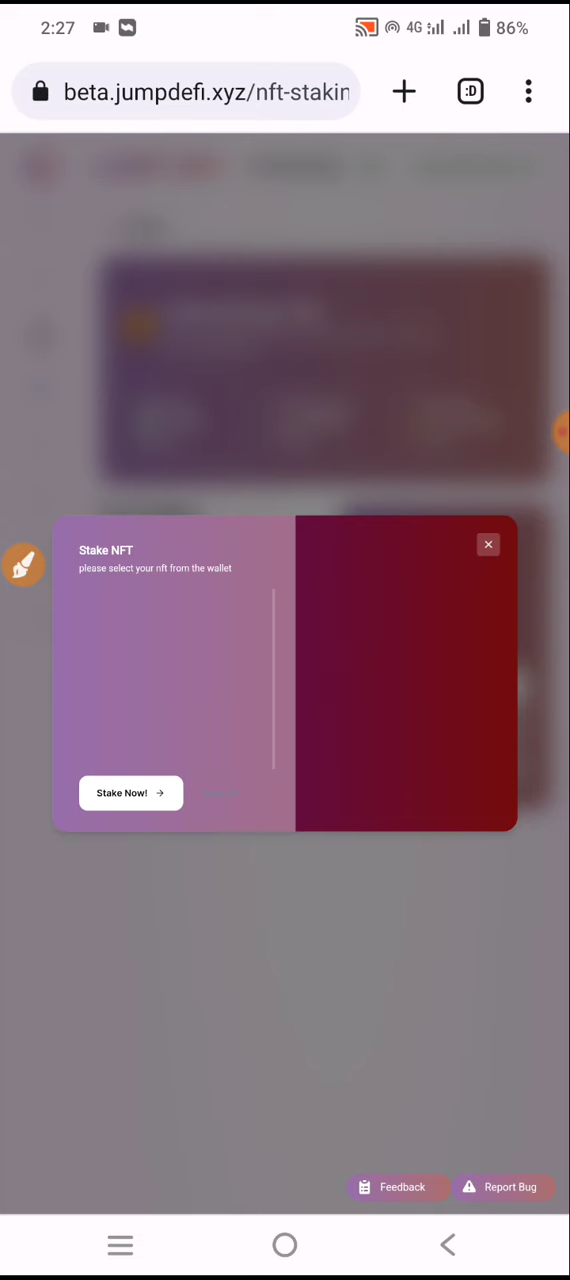 2:27
4G
86%
beta.jumpdefi.xyz/nft-stakin
:D
Stake NFT
please select your nft from the wallet
Stake Now!
Feedback
Report Bug